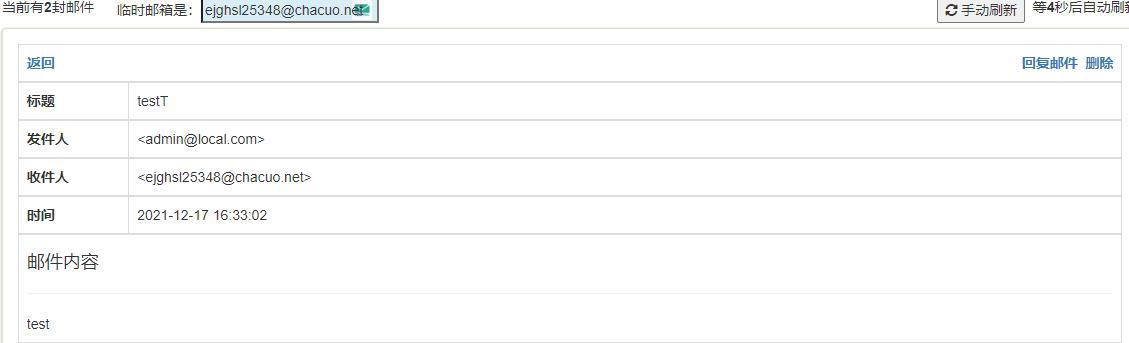 当前有2封邮件 临时邮箱是: ejghsl25348@chacuo.net 手动刷新 等4秒后自动刷新
返回 回复邮件 删除
标题 testT
发件人 <admin@local.com>
收件人 <ejghsl25348@chacuo.net>
时间 2021-12-17 16:33:02
邮件内容
test